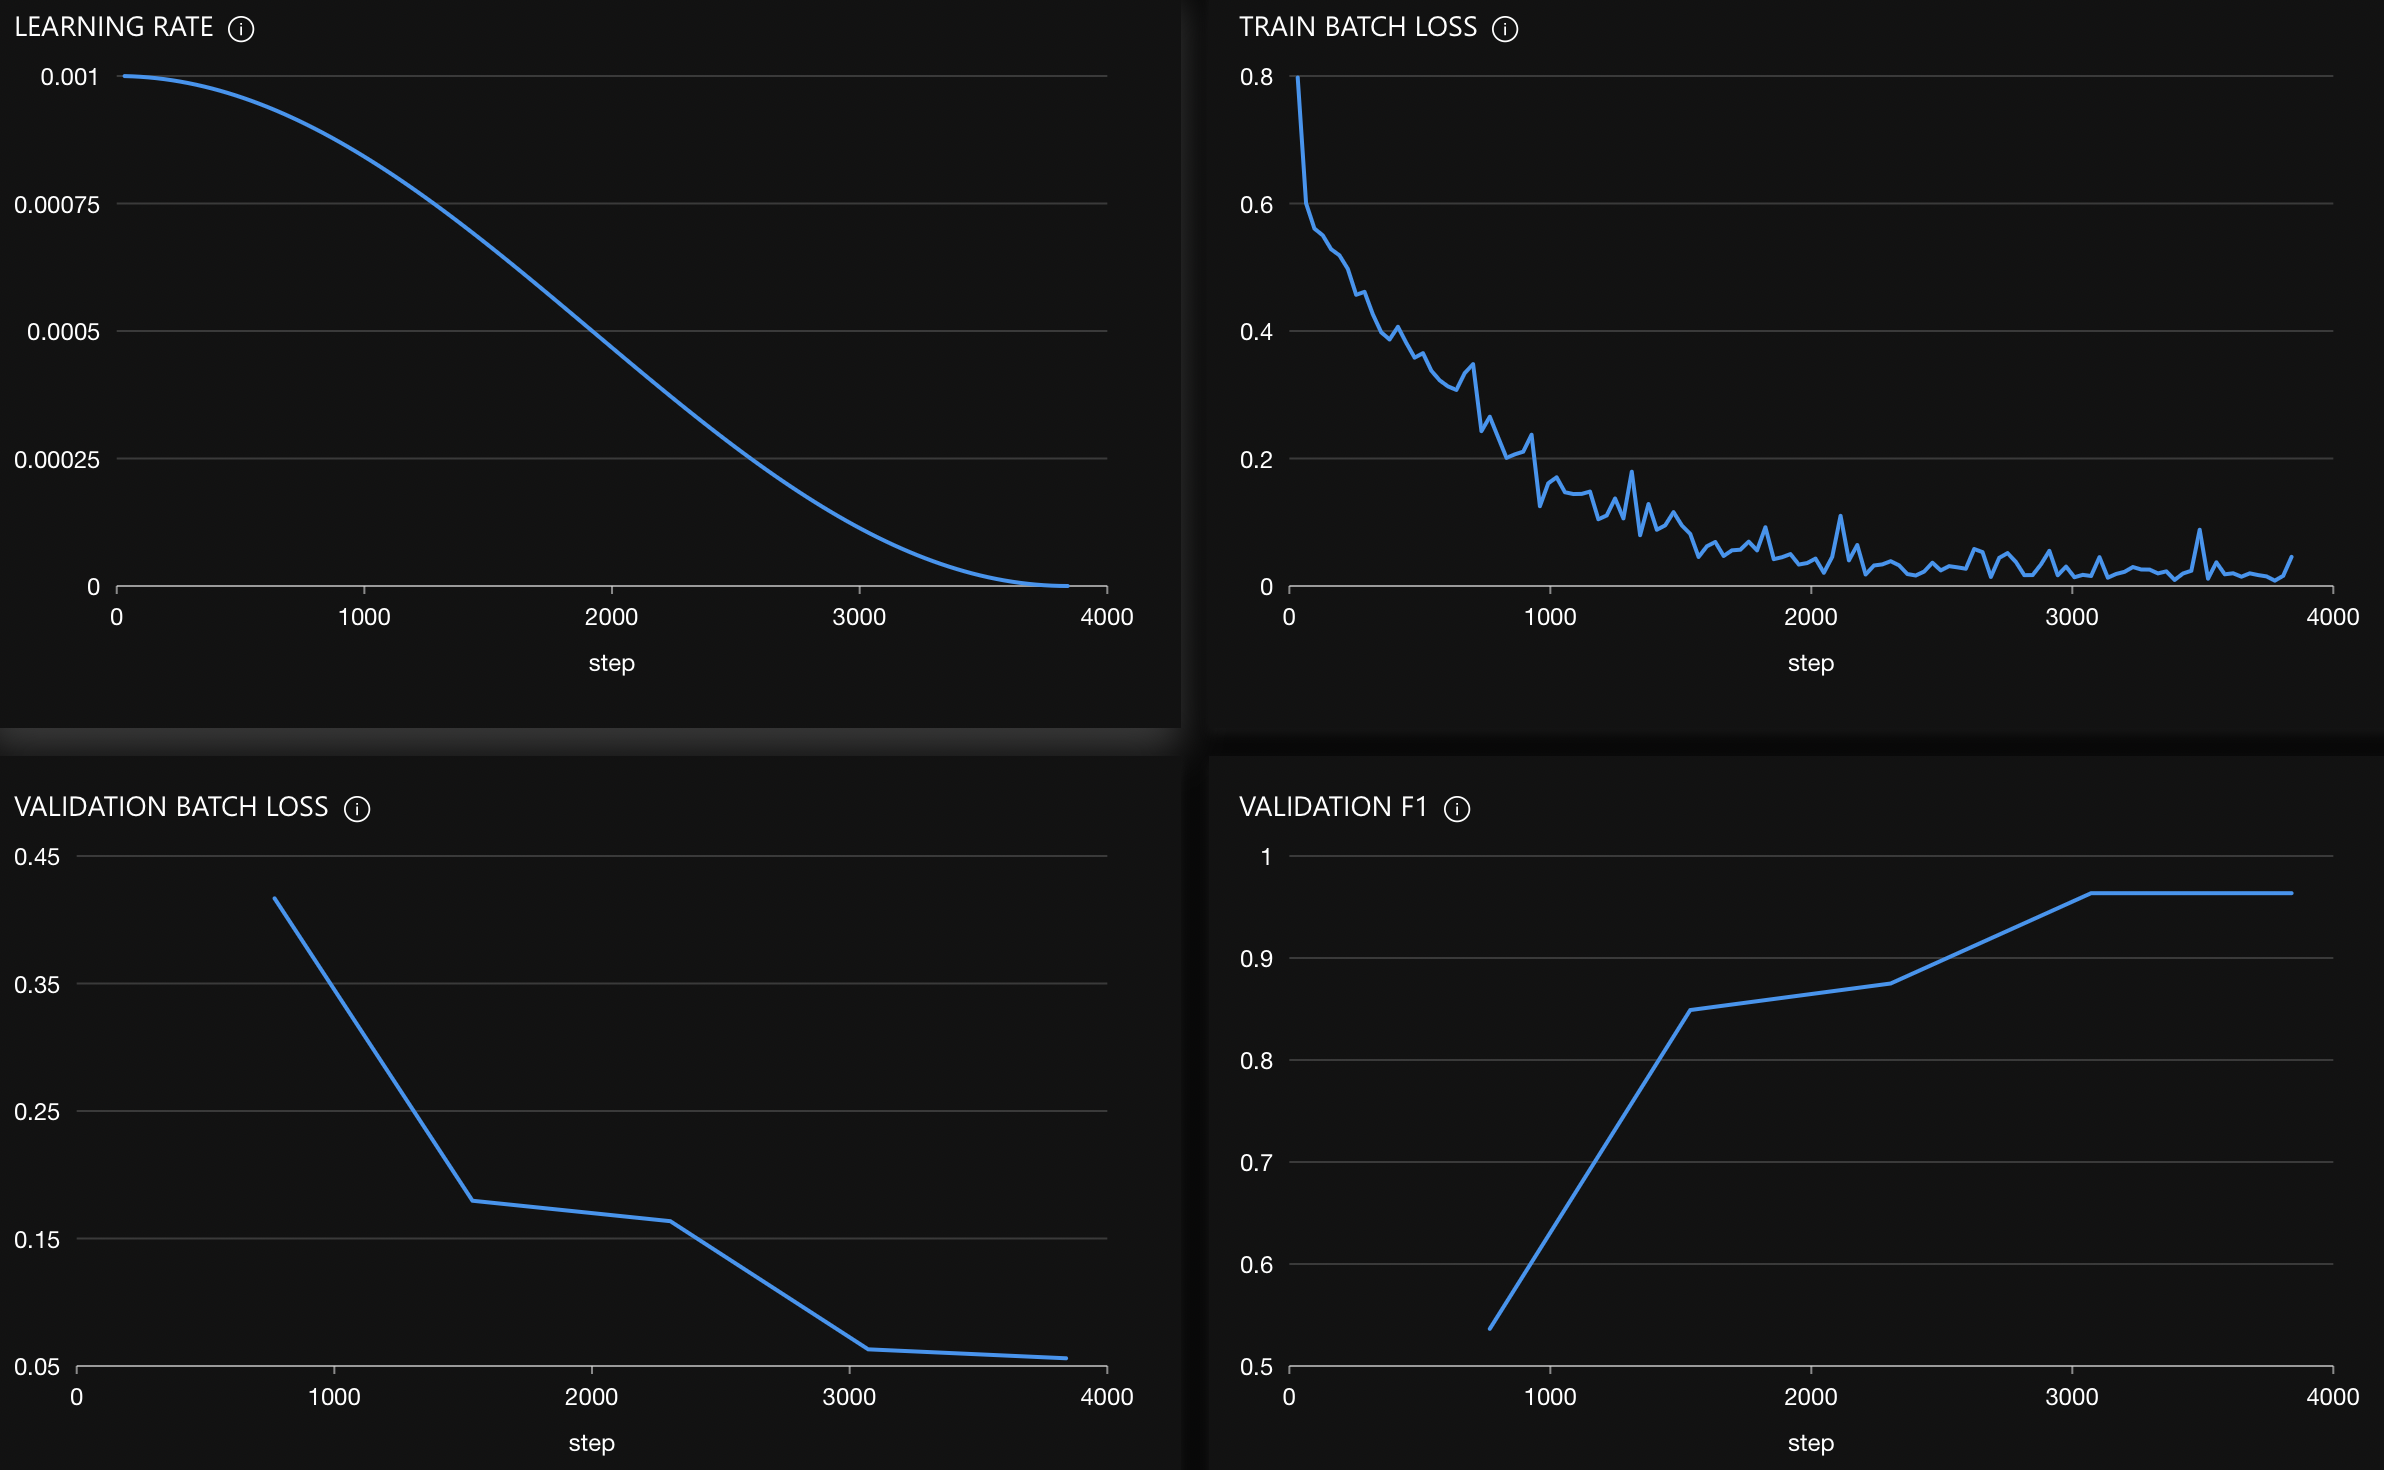 LEARNING RATE
0.001
0.00075
0.0005
0.00025
0
0 1000 2000 3000 4000
step
TRAIN BATCH LOSS
0.8
0.6
0.4
0.2
0
0 1000 2000 3000 4000
step
VALIDATION BATCH LOSS
0.45
0.35
0.25
0.15
0.05
0 1000 2000 3000 4000
step
VALIDATION F1
1
0.9
0.8
0.7
0.6
0.5
0 1000 2000 3000 4000
step